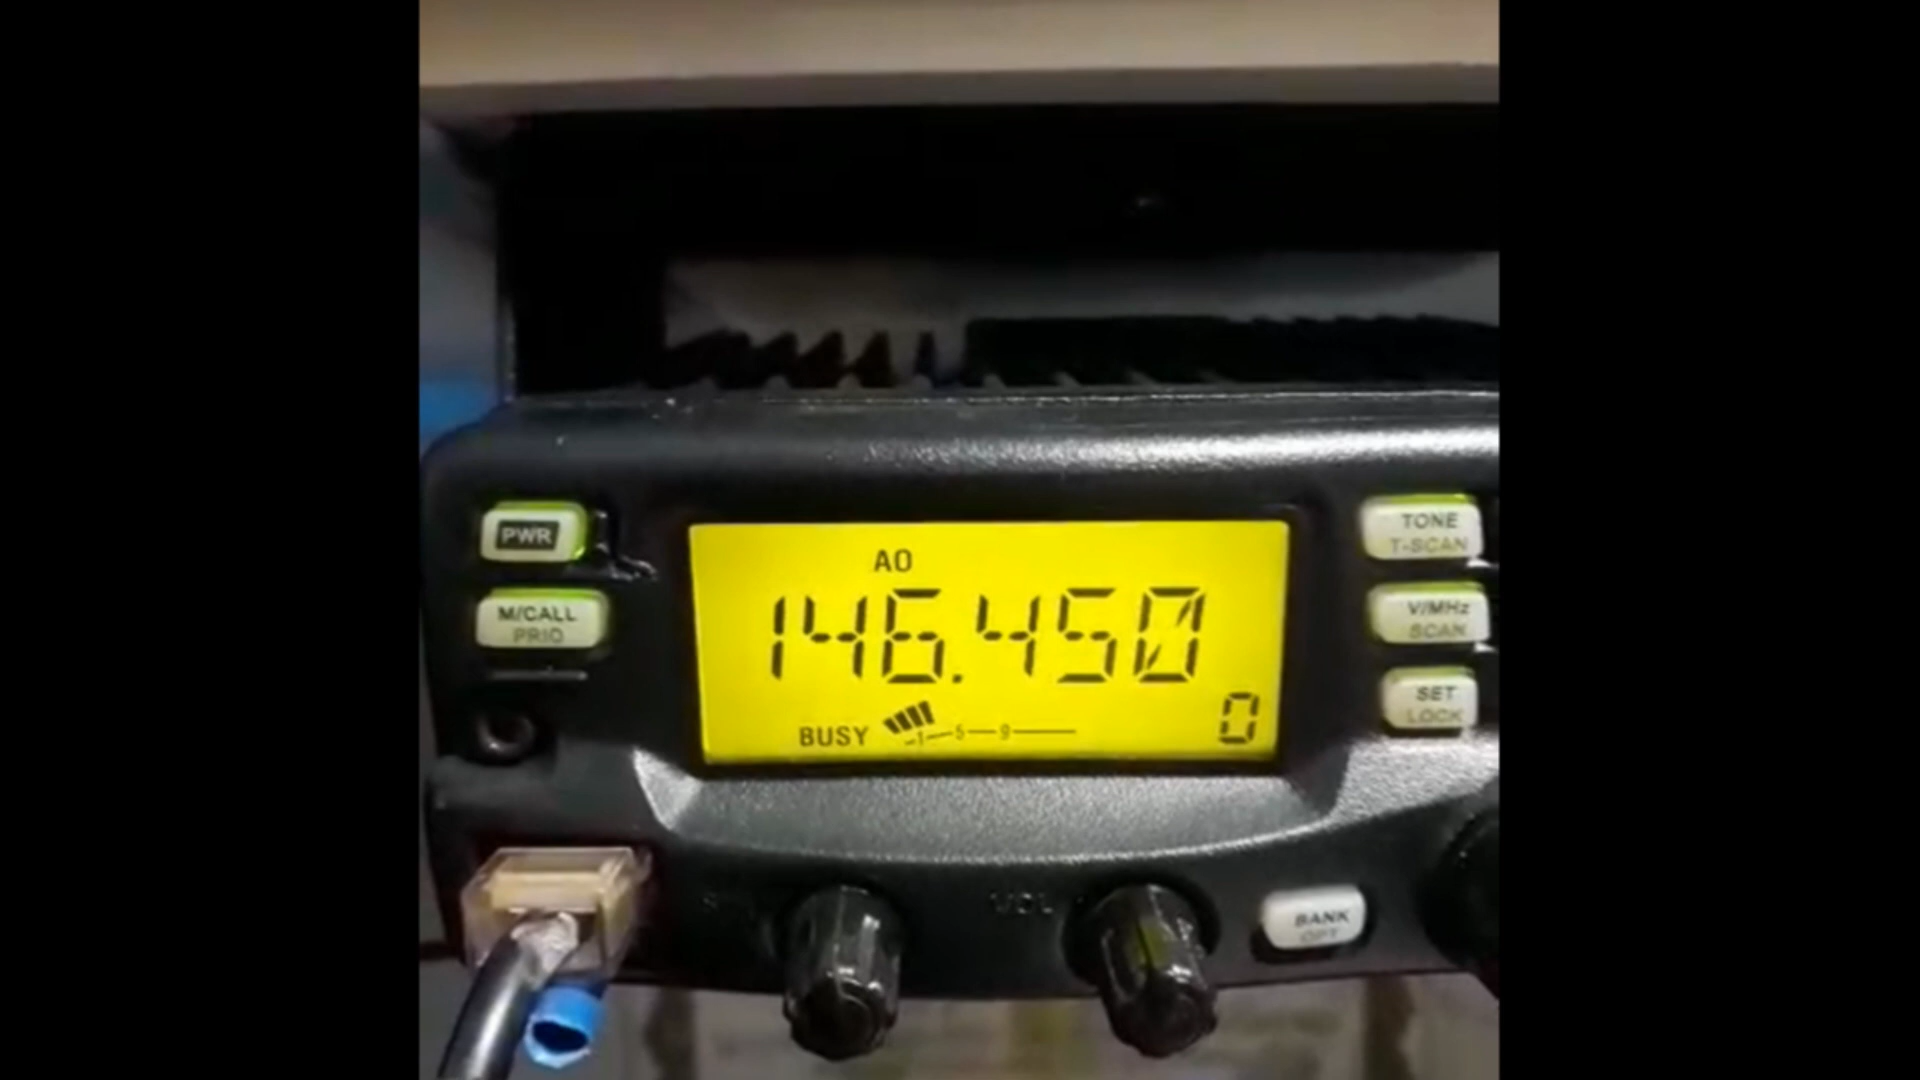 PWR
M/CALL
PRIO
AO
146.450
BUSY
1 5 9
0
TONE
T-SCAN
V/MHz
SCAN
SET
LOCK
VOL
BANK
OPT